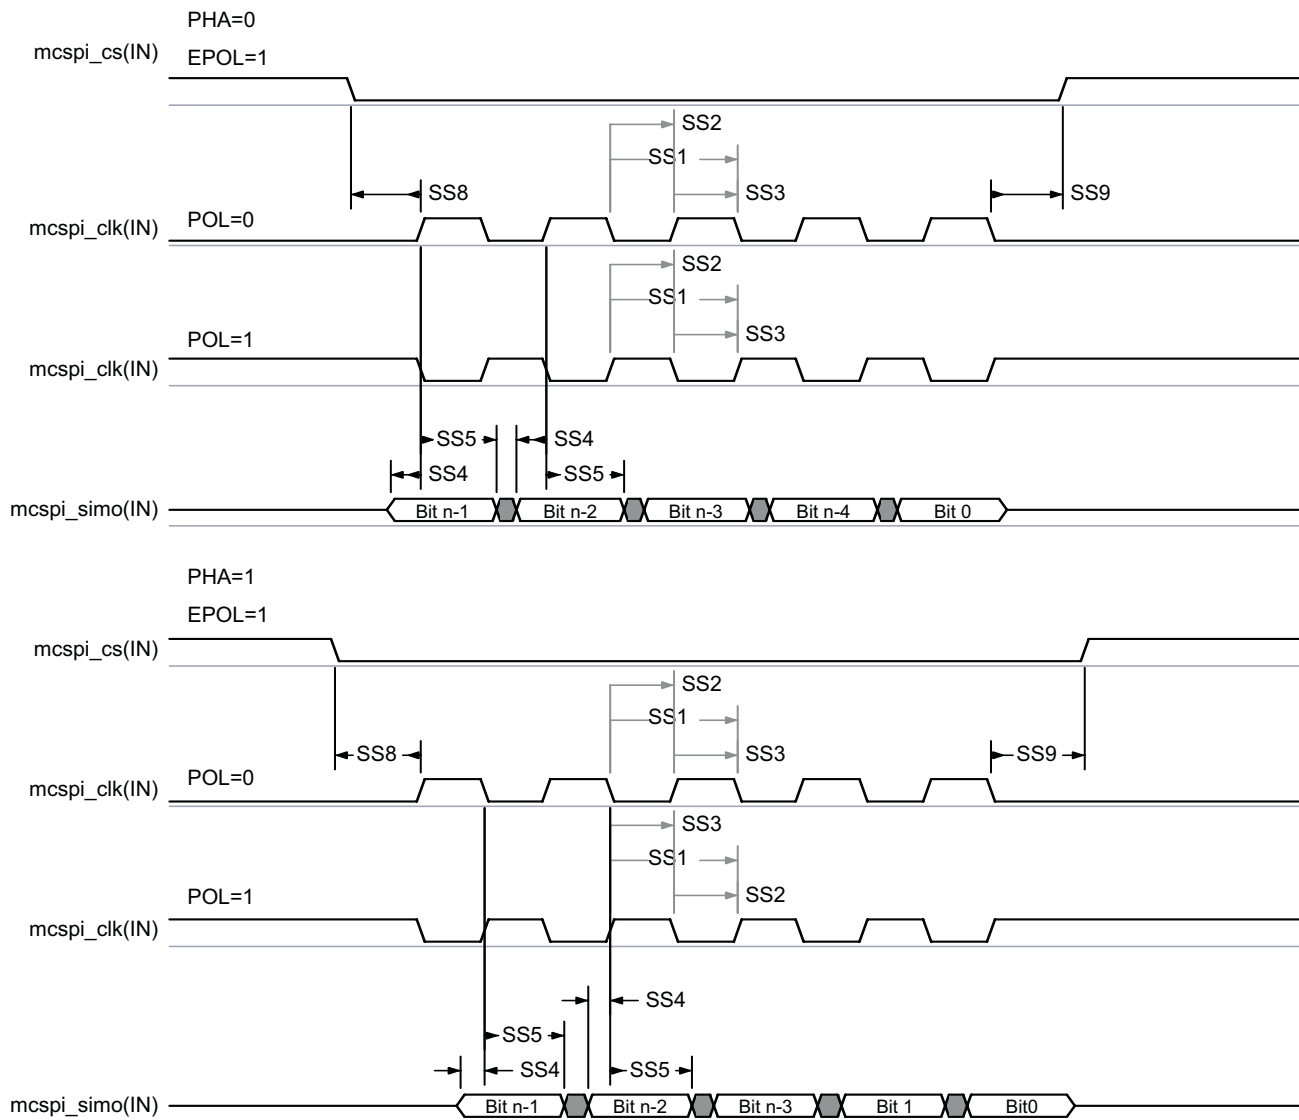 PHA=0
mcspi_cs(IN)
EPOL=1
SS2
SS1
SS8
SS3
SS9
POL=0
mcspi_clk(IN)
SS2
SS1
SS3
POL=1
mcspi_clk(IN)
SS5 SS4
SS4 SS5
mcspi_simo(IN) Bit n-1 Bit n-2 Bit n-3 Bit n-4 Bit 0
PHA=1
EPOL=1
mcspi_cs(IN)
SS2
SS1
SS8 SS3 SS9
POL=0
mcspi_clk(IN)
SS3
SS1
SS2
POL=1
mcspi_clk(IN)
SS4
SS5
SS4 SS5
mcspi_simo(IN) Bit n-1 Bit n-2 Bit n-3 Bit 1 Bit0